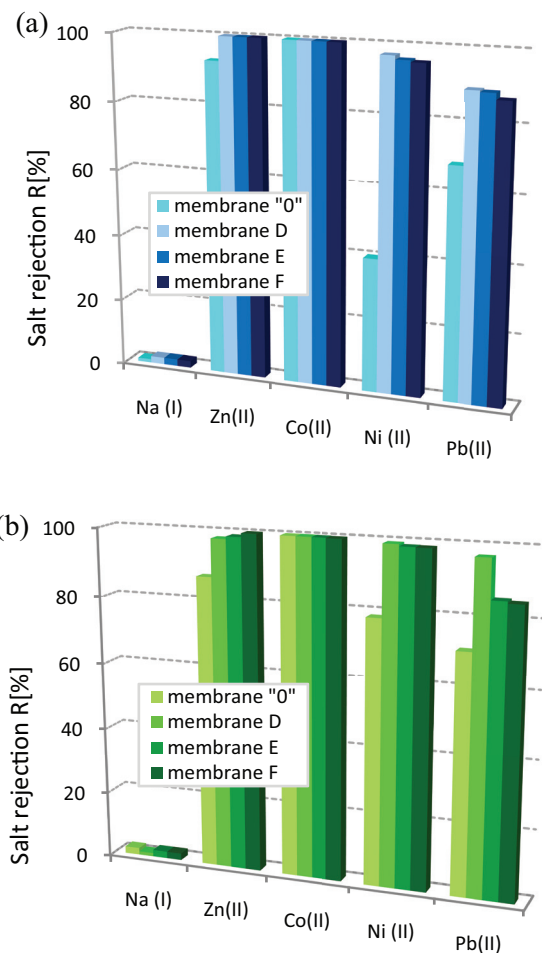 (a)
Salt rejection R[%]
100
80
60
40
20
0
membrane "0"
membrane D
membrane E
membrane F
Na (I)
Zn(II)
Co(II)
Ni (II)
Pb(II)
(b)
Salt rejection R[%]
100
80
60
40
20
0
membrane "0"
membrane D
membrane E
membrane F
Na (I)
Zn(II)
Co(II)
Ni (II)
Pb(II)